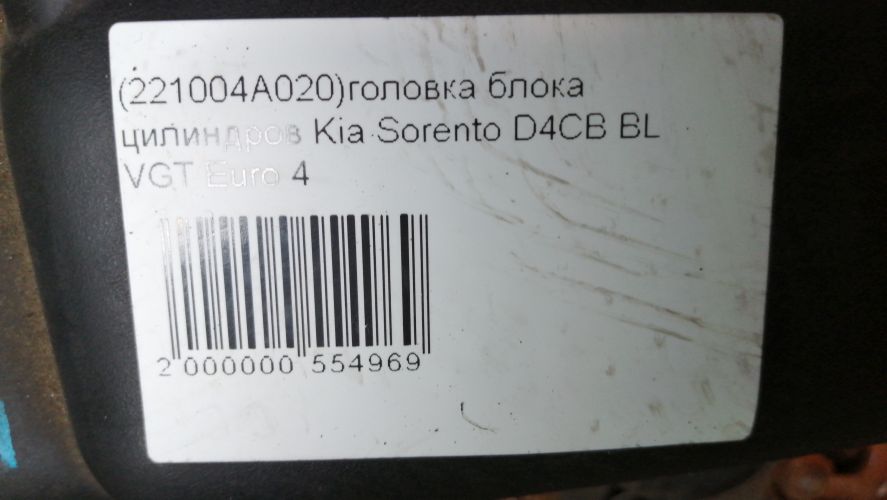 (221004A020)головка блока
цилиндров Kia Sorento D4CB BL
VGT Euro 4
2 000000 554969